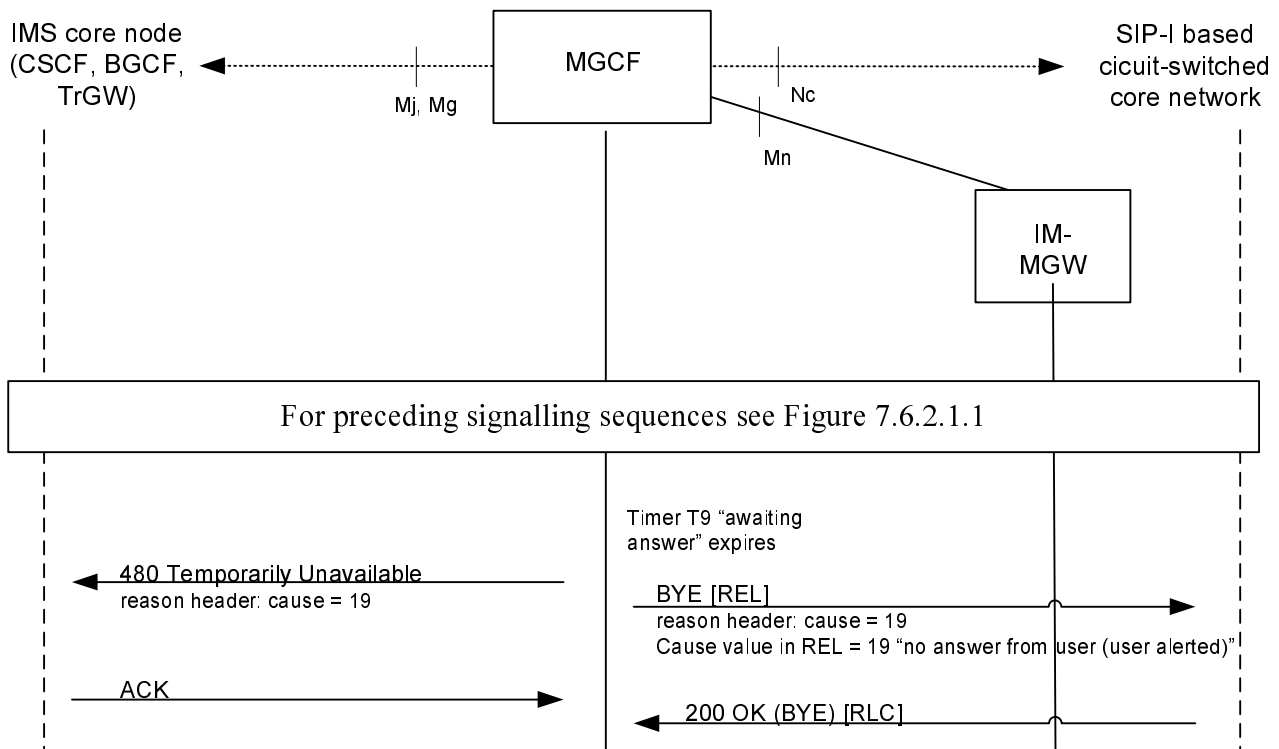 IMS core node
(CSCF, BGCF,
TrGW)
MGCF
SIP-I based
cicuit-switched
core network
Mj, Mg
Nc
Mn
IM-
MGW
For preceding signalling sequences see Figure 7.6.2.1.1
Timer T9 “awaiting
answer” expires
480 Temporarily Unavailable
reason header: cause = 19
BYE [REL]
reason header: cause = 19
Cause value in REL = 19 “no answer from user (user alerted)”
ACK
200 OK (BYE) [RLC]